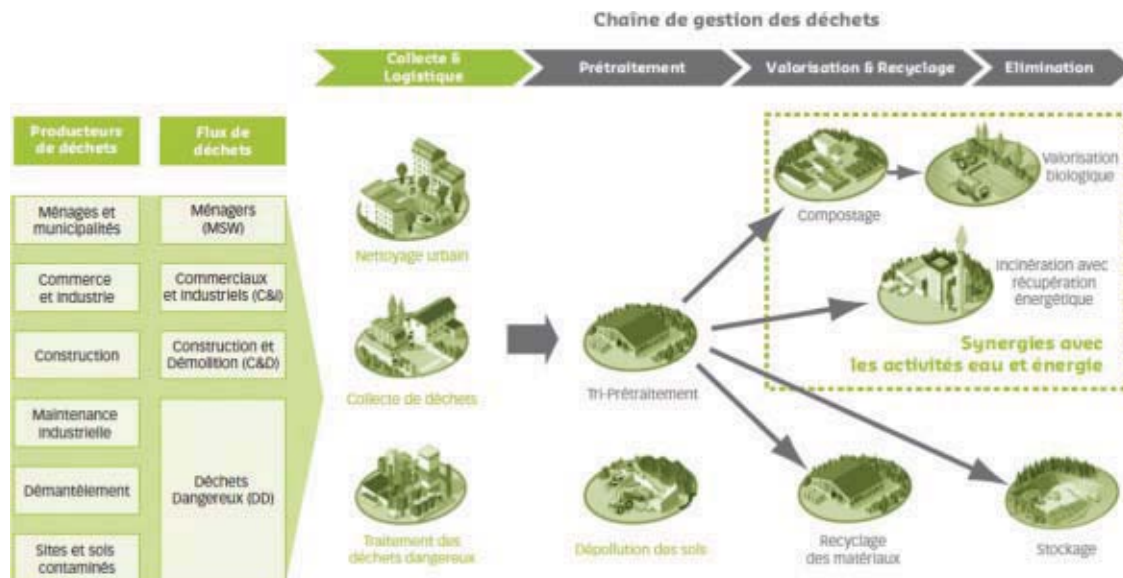 Chaîne de gestion des déchets
Collecte &
Logistique
Prétraitement
Valorisation & Recyclage
Elimination
Producteurs
de déchets
Flux de
déchets
Ménages et
municipalités
Ménagers
(MSW)
Commerce
et industrie
Commerciaux
et industriels (C&I)
Construction
Construction et
Démolition (C&D)
Maintenance
industrielle
Démantèlement
Sites et sols
contaminés
Déchets
Dangereux (DD)
Nettoyage urbain
Collecte de déchets
Traitement des
déchets dangereux
Tri-Prétraitement
Dépollution des sols
Compostage
Valorisation
biologique
Incinération avec
récupération
énergétique
Synergies avec
les activités eau et énergie
Recyclage
des matériaux
Stockage